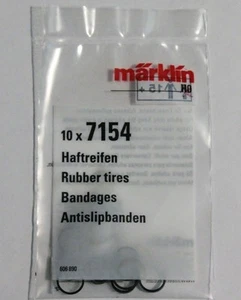 märklin
H0
10 x 7154
Haftreifen
Rubber tires
Bandages
Antislipbanden